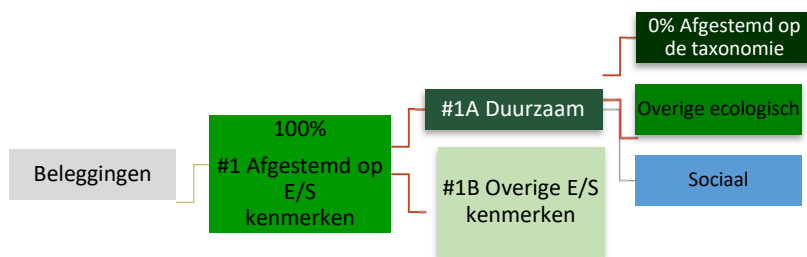 Beleggingen
100%
#1 Afgestemd op
E/S
kenmerken
#1A Duurzaam
#1B Overige E/S
kenmerken
0% Afgestemd op
de taxonomie
Overige ecologisch
Sociaal